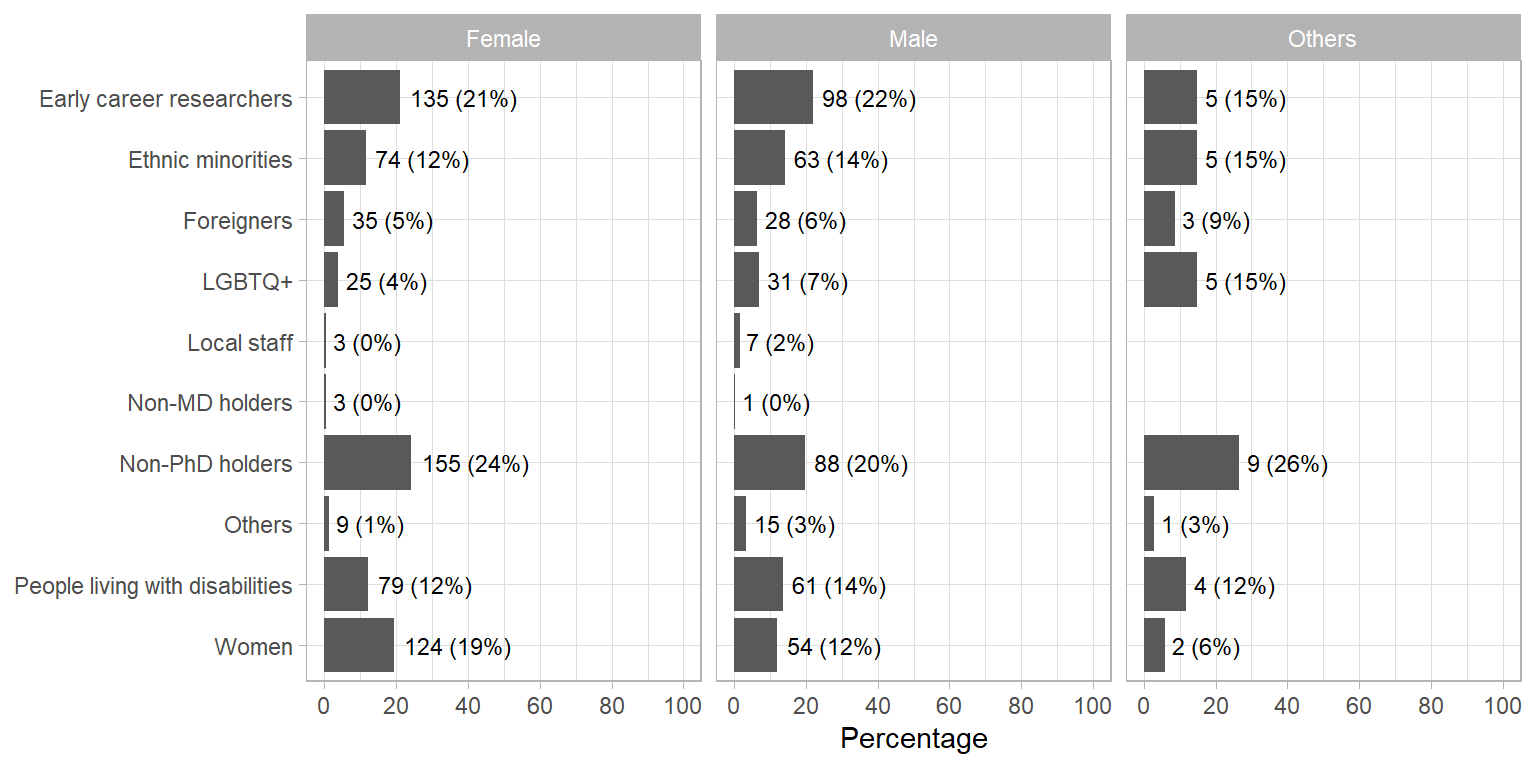 Female Male Others
Early career researchers 135 (21%) 98 (22%) 5 (15%)
Ethnic minorities 74 (12%) 63 (14%) 5 (15%)
Foreigners 35 (5%) 28 (6%) 3 (9%)
LGBTQ+ 25 (4%) 31 (7%) 5 (15%)
Local staff 3 (0%) 7 (2%)
Non-MD holders 3 (0%) 1 (0%)
Non-PhD holders 155 (24%) 88 (20%) 9 (26%)
Others 9 (1%) 15 (3%) 1 (3%)
People living with disabilities 79 (12%) 61 (14%) 4 (12%)
Women 124 (19%) 54 (12%) 2 (6%)
0 20 40 60 80 100 0 20 40 60 80 100 0 20 40 60 80 100
Percentage